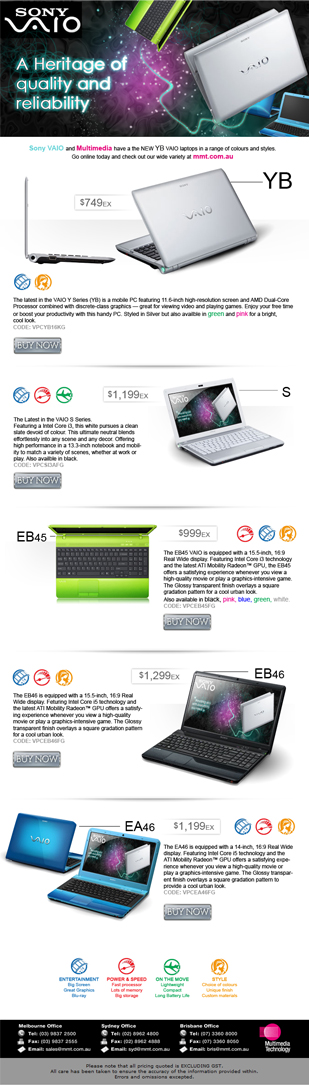 SONY
VAIO
A Heritage of
quality and
reliability
VAIO
Sony VAIO and Multimedia have a the NEW YB VAIO laptops in a range of colours and styles.
Go online today and check out our wide variety at mmt.com.au
YB
$749EX
VAIO
The latest in the VAIO Y Series (YB) is a mobile PC featuring 11.6-inch high-resolution screen and AMD Dual-Core
Processor combined with discrete-class graphics — great for viewing video and playing games. Enjoy your free time
or boost your productivity with this handy PC. Styled in Silver but also availble in green and pink for a bright,
cool look.
CODE: VPCYB16KG
BUY NOW
$1,199EX
S
VAIO
The Latest in the VAIO S Series.
Featuring a Intel Core i3, this white pursues a clean
slate devoid of colour. This ultimate neutral blends
effortlessly into any scene and any decor. Offering
high performance in a 13.3-inch notebook and mobil-
ity to match a variety of scenes, whether at work or
play. Also availble in black.
BUY NOW
EB45
$999EX
The EB45 VAIO is equipped with a 15.5-inch, 16:9
Real Wide display. Featuring Intel Core i3 technology
and the latest ATI Mobility Radeon™ GPU, the EB45
offers a satisfying experience whenever you view a
high-quality movie or play a graphics-intensive game.
The Glossy transparent finish overlays a square
gradation pattern for a cool urban look.
Also available in black, pink, blue, green, white.
CODE: VPCEB45FG
BUY NOW
$1,299EX
EB46
VAIO
The EB46 is equipped with a 15.5-inch, 16:9 Real
Wide display. Feturing Intel Core i5 technology and
the latest ATI Mobility Radeon™ GPU offers a satisfy-
ing experience whenever you view a high-quality
movie or play a graphics-intensive game. The Glossy
transparent finish overlays a square gradation pattern
for a cool urban look.
CODE: VPCEB46FG
BUY NOW
EA46
$1,199EX
VAIO
The EA46 is equipped with a 14-inch, 16:9 Real Wide
display. Featuring Intel Core i5 technology and the
ATI Mobility Radeon™ GPU offers a satisfying expe-
rience whenever you view a high-quality movie or
play a graphics-intensive game. The Glossy transpar-
ent finish overlays a square gradation pattern to
provide a cool urban look.
CODE: VPCEA46FG
BUY NOW
ENTERTAINMENT
Big Screen
Great Graphics
Blu-ray
POWER & SPEED
Fast processor
Lots of memory
Big storage
ON THE MOVE
Lightweight
Compact
Long Battery Life
STYLE
Choice of colours
Unique finish
Custom materials
Melbourne Office
Tel: (03) 9837 2500
Fax: (03) 9837 2555
Email: sales@mmt.com.au
Sydney Office
Tel: (02) 8962 4800
Fax: (02) 8962 4888
Email: syd@mmt.com.au
Brisbane Office
Tel: (07) 3360 8000
Fax: (07) 3360 8050
Email: bris@mmt.com.au
Multimedia
Technology
Please note that all pricing quoted is EXCLUDING GST.
All care has been taken to ensure the accuracy of the information provided within.
Errors and omissions excepted.